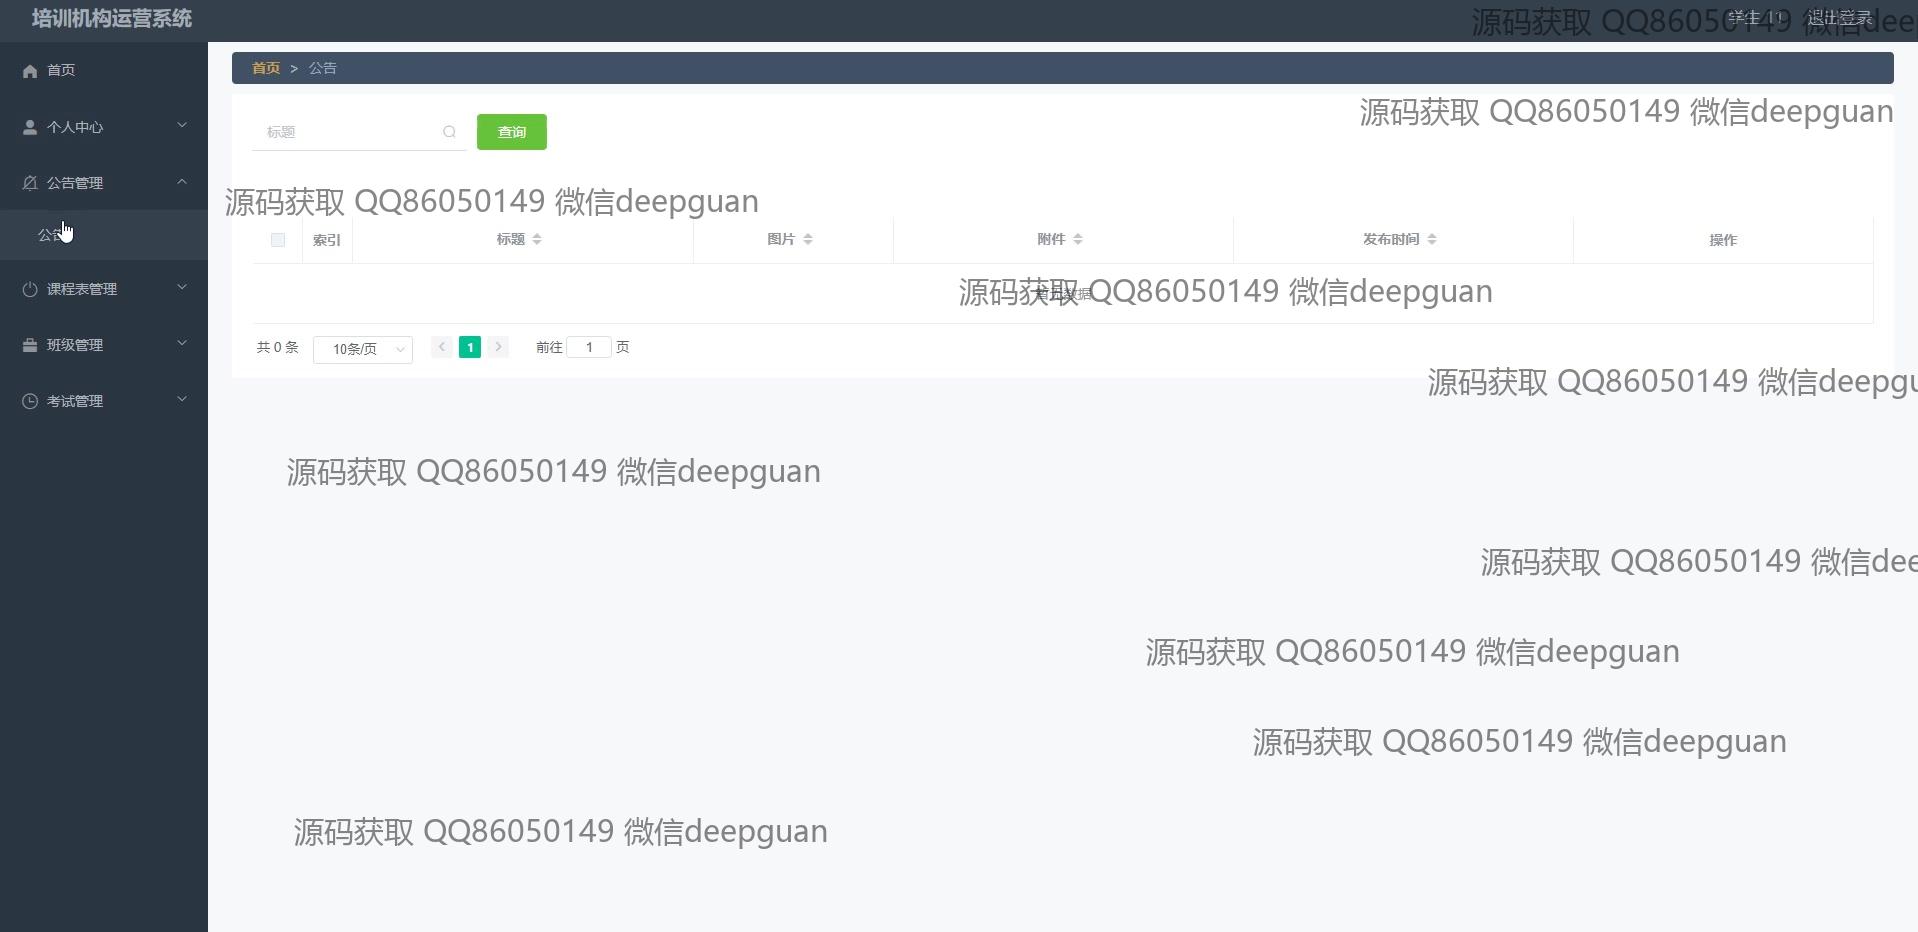 培训机构运营系统
源码获取 QQ86050149 微信dee
学生 11 退出登录
首页
首页 > 公告
源码获取 QQ86050149 微信deepguan
标题
查询
个人中心
公告管理
源码获取 QQ86050149 微信deepguan
公告
索引 标题 图片 附件 发布时间 操作
课程表管理
源码获取 QQ86050149 微信deepguan
暂无数据
班级管理
共 0 条 10条/页 1 前往 1 页
源码获取 QQ86050149 微信deepgu
考试管理
源码获取 QQ86050149 微信deepguan
源码获取 QQ86050149 微信dee
源码获取 QQ86050149 微信deepguan
源码获取 QQ86050149 微信deepguan
源码获取 QQ86050149 微信deepguan